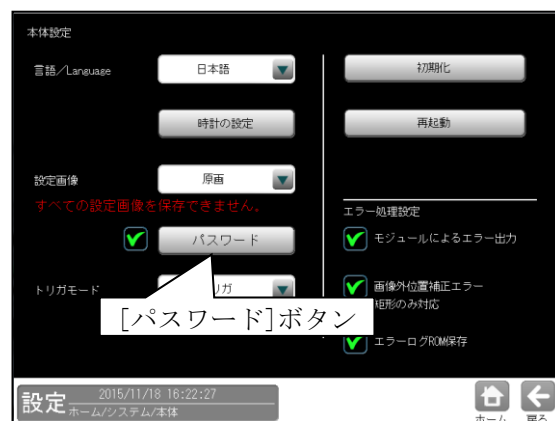 本体設定
言語／Language
日本語
初期化
時計の設定
再起動
設定画像
原画
すべての設定画像を保存できません。
エラー処理設定
パスワード
モジュールによるエラー出力
トリガモード
リガ
画像外位置補正エラー
矩形のみ対応
[パスワード]ボタン
エラーログROM保存
設定
2015/11/18 16:22:27
ホーム/システム/本体
ホーム
戻る